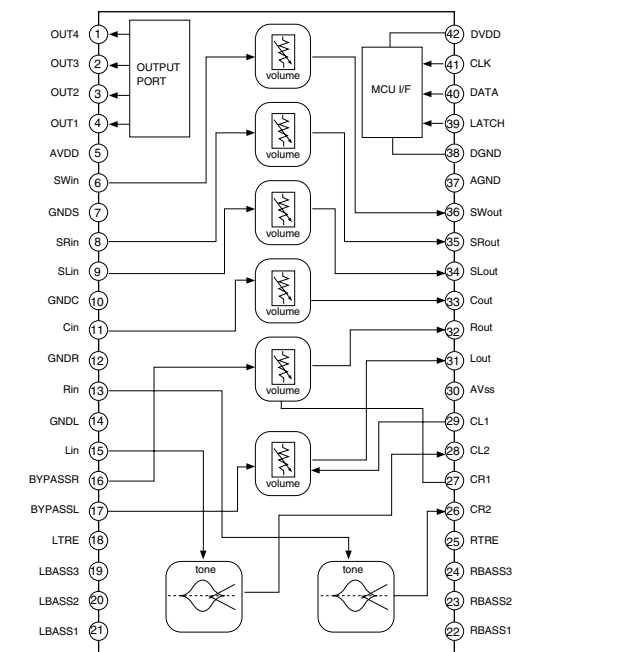 OUT4 1
OUT3 2
OUT2 3
OUT1 4
AVDD 5
SWin 6
GNDS 7
SRin 8
SLin 9
GNDC 10
Cin 11
GNDR 12
Rin 13
GNDL 14
Lin 15
BYPASSR 16
BYPASSL 17
LTRE 18
LBASS3 19
LBASS2 20
LBASS1 21
OUTPUT
PORT
volume
volume
volume
volume
volume
volume
tone
tone
MCU I/F
42 DVDD
41 CLK
40 DATA
39 LATCH
38 DGND
37 AGND
36 SWout
35 SRout
34 SLout
33 Cout
32 Rout
31 Lout
30 AVss
29 CL1
28 CL2
27 CR1
26 CR2
25 RTRE
24 RBASS3
23 RBASS2
22 RBASS1